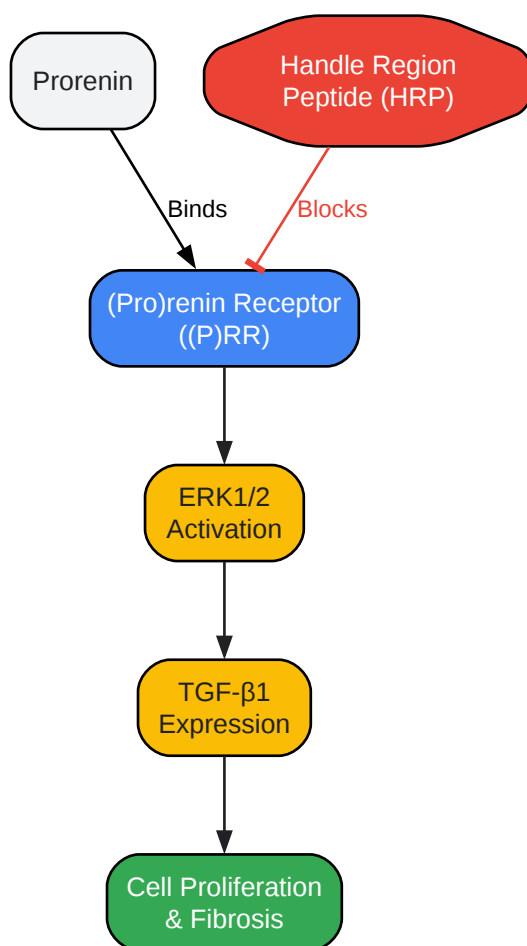 Prorenin
Handle Region
Peptide (HRP)
Binds
Blocks
(Pro)renin Receptor
((P)RR)
ERK1/2
Activation
TGF-β1
Expression
Cell Proliferation
& Fibrosis